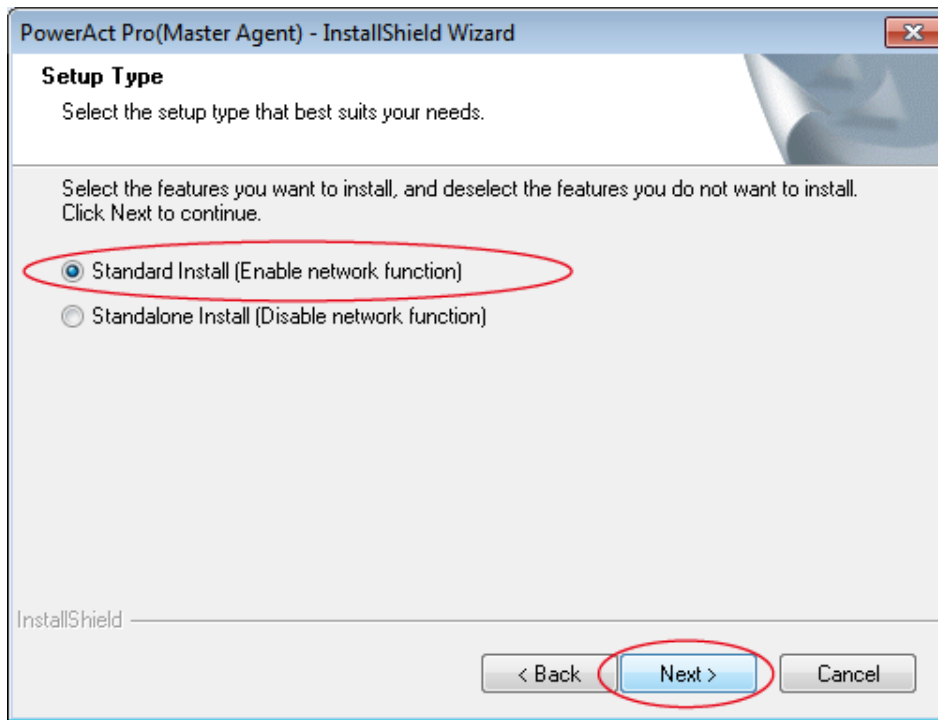 PowerAct Pro(Master Agent) - InstallShield Wizard
Setup Type
Select the setup type that best suits your needs.
Select the features you want to install, and deselect the features you do not want to install.
Click Next to continue.
Standard Install (Enable network function)
Standalone Install (Disable network function)
InstallShield
< Back
Next >
Cancel